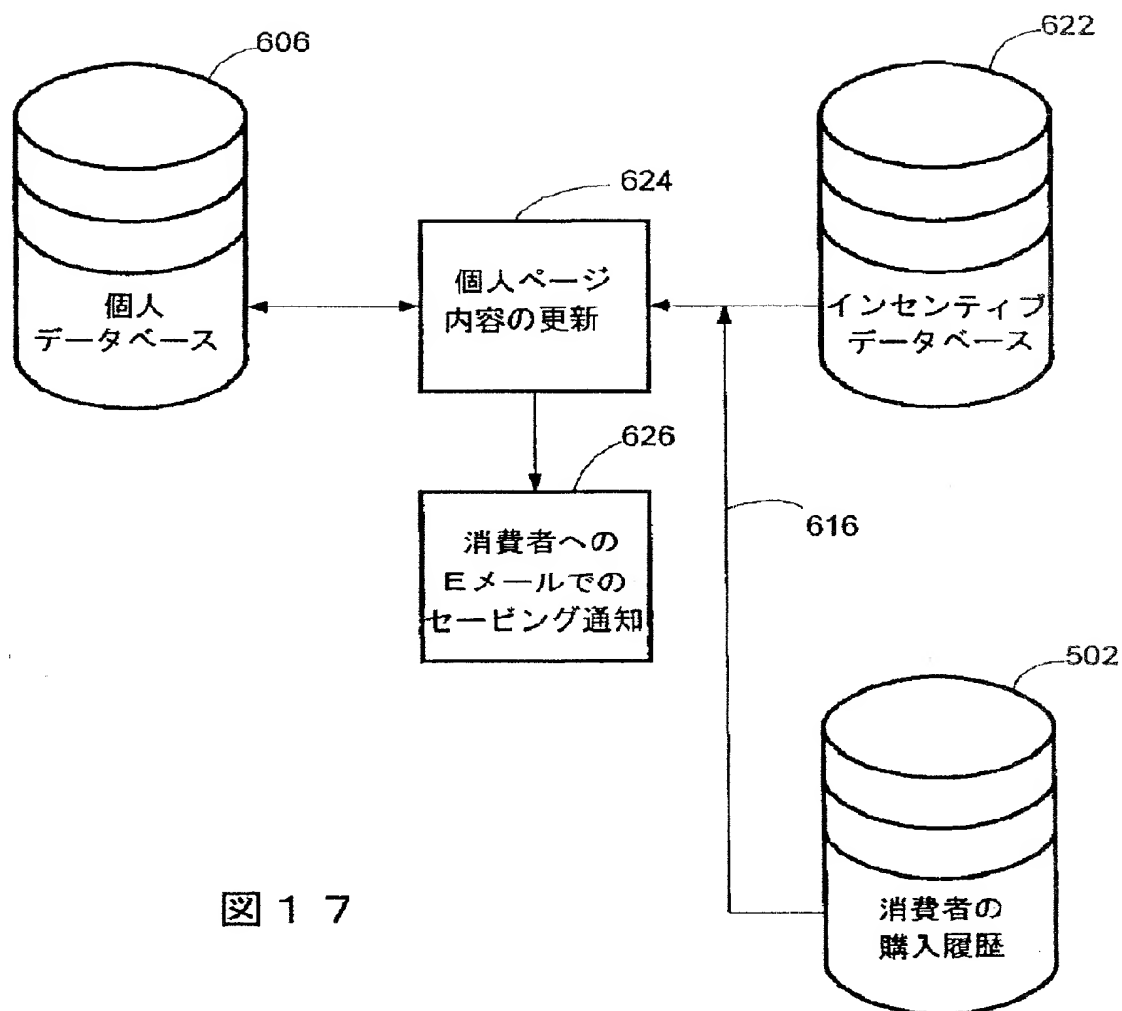 606
622
624
個人
データベース
個人ページ
内容の更新
インセンティブ
データベース
626
消費者への
Eメールでの
セービング通知
616
502
消費者の
購入履歴
図17